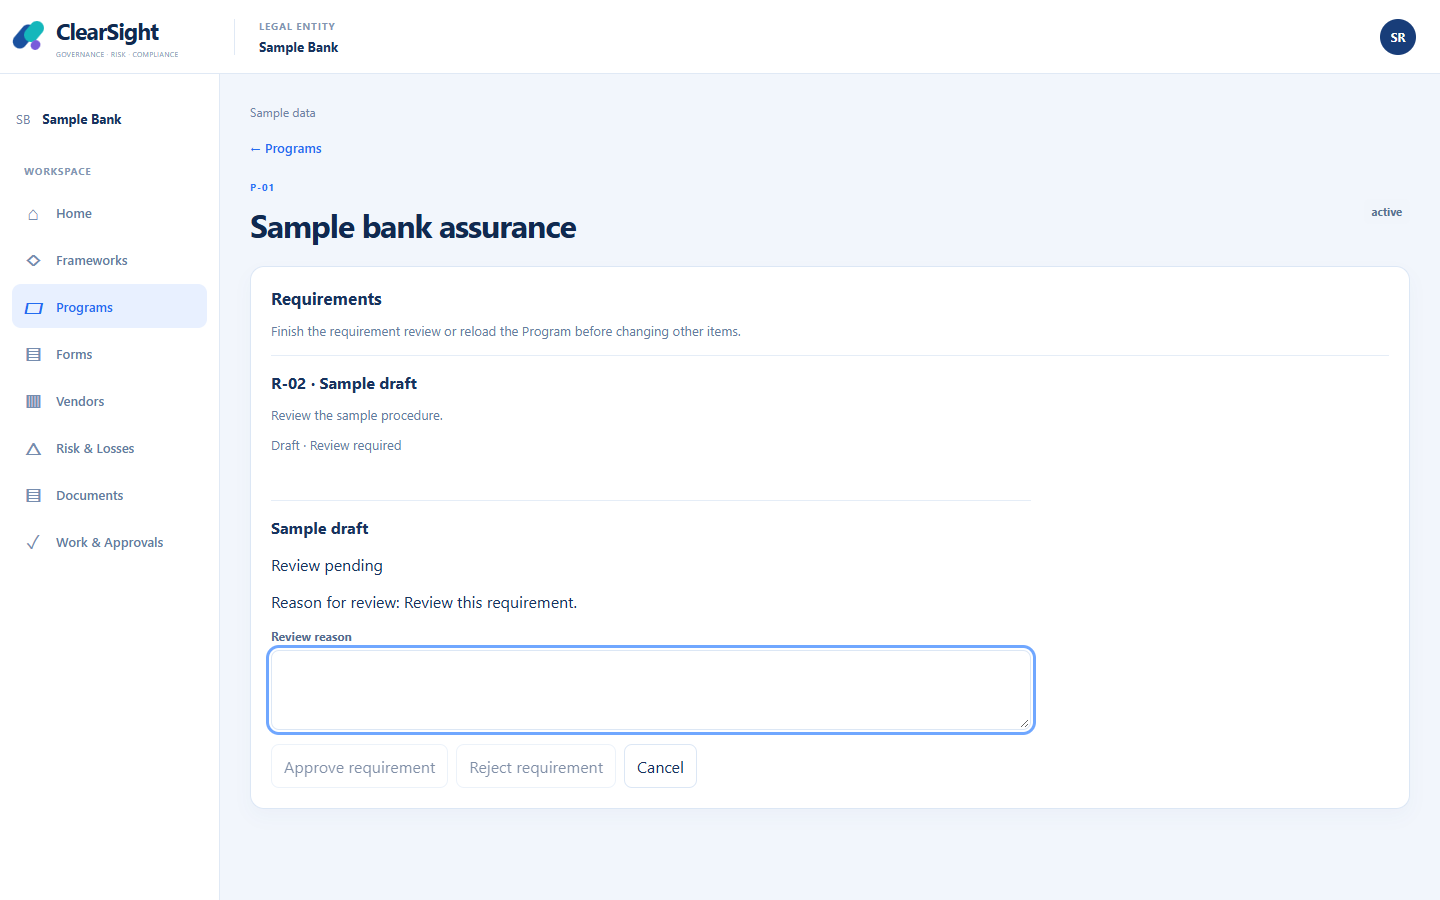 ClearSight
GOVERNANCE · RISK · COMPLIANCE
LEGAL ENTITY
Sample Bank
SR
SB Sample Bank
WORKSPACE
Home
Frameworks
Programs
Forms
Vendors
Risk & Losses
Documents
Work & Approvals
Sample data
← Programs
P-01
Sample bank assurance
active
Requirements
Finish the requirement review or reload the Program before changing other items.
R-02 · Sample draft
Review the sample procedure.
Draft · Review required
Sample draft
Review pending
Reason for review: Review this requirement.
Review reason
Approve requirement
Reject requirement
Cancel